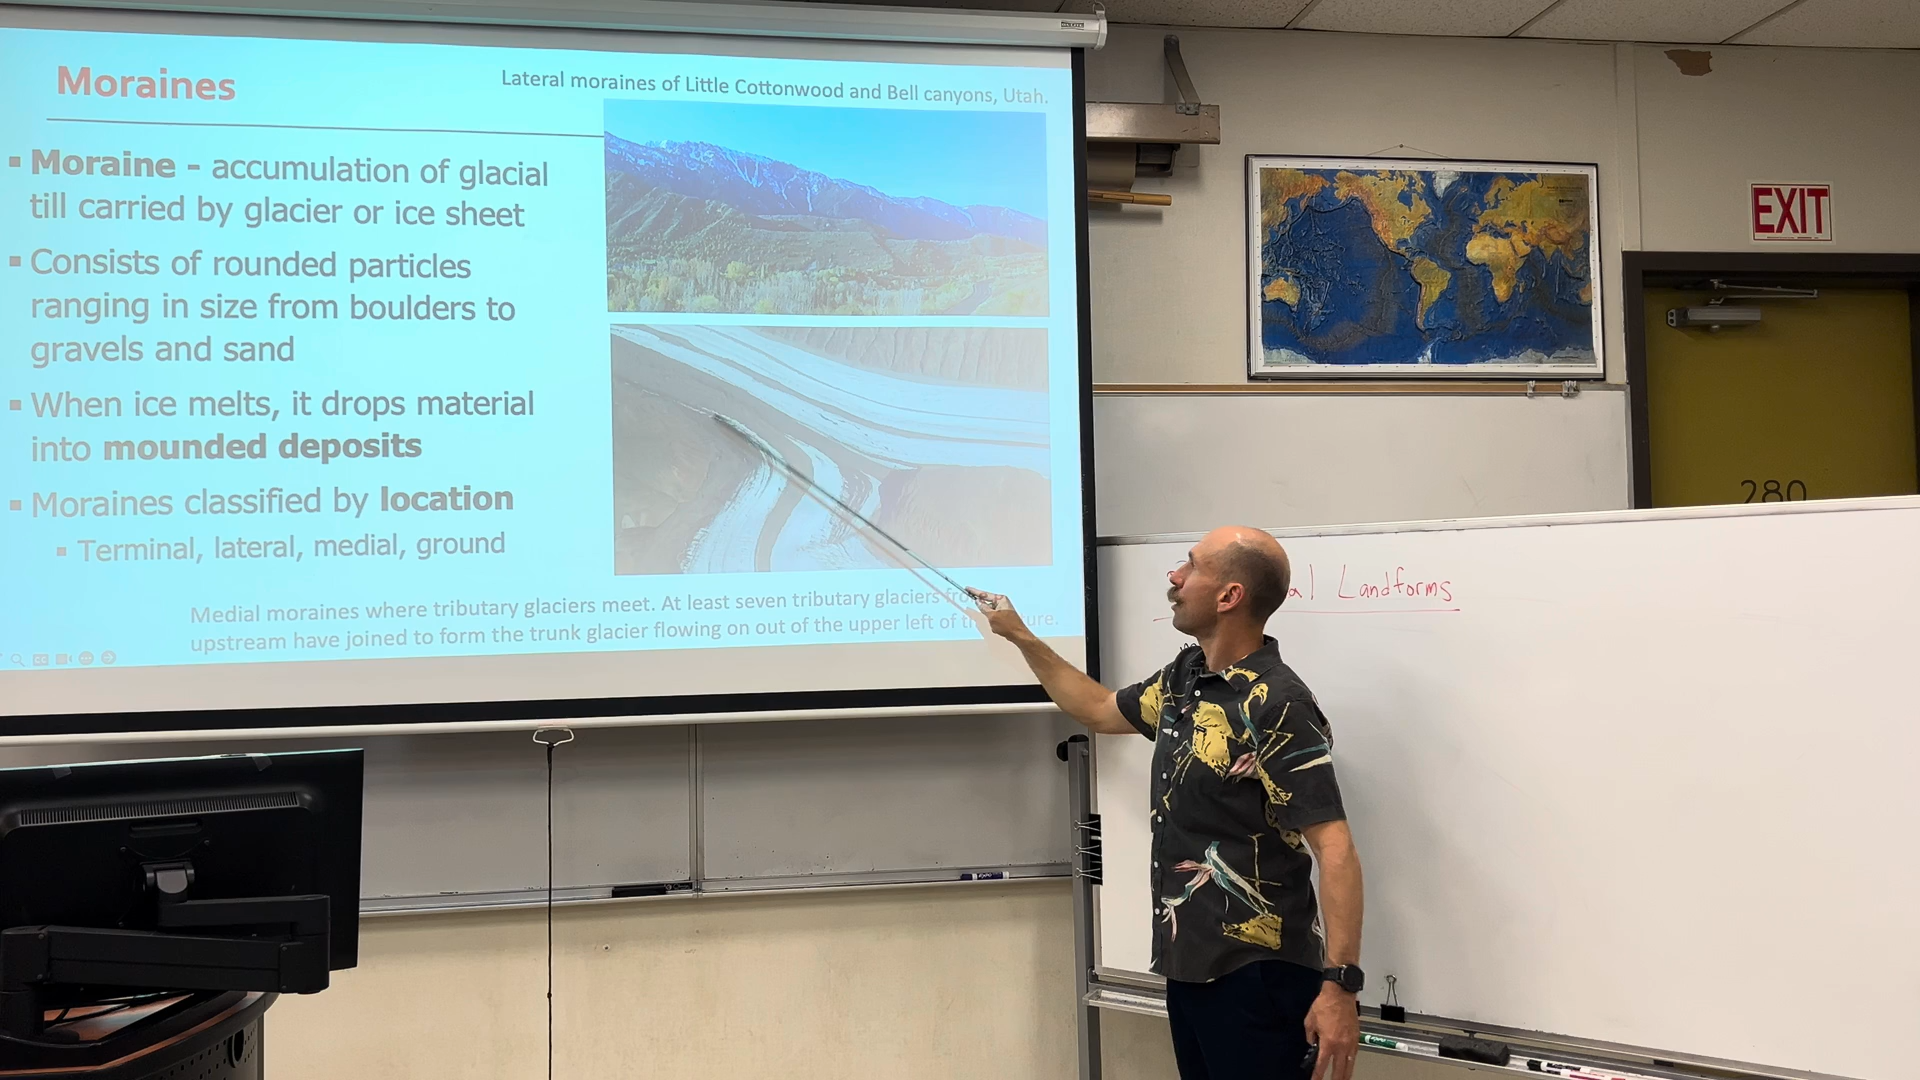 Moraines
Lateral moraines of Little Cottonwood and Bell canyons, Utah.
▪ Moraine - accumulation of glacial
till carried by glacier or ice sheet
▪ Consists of rounded particles
ranging in size from boulders to
gravels and sand
▪ When ice melts, it drops material
into mounded deposits
▪ Moraines classified by location
▪ Terminal, lateral, medial, ground
Medial moraines where tributary glaciers meet. At least seven tributary glaciers
upstream have joined to form the trunk glacier flowing on out of the upper left of
EXIT
280
Landforms